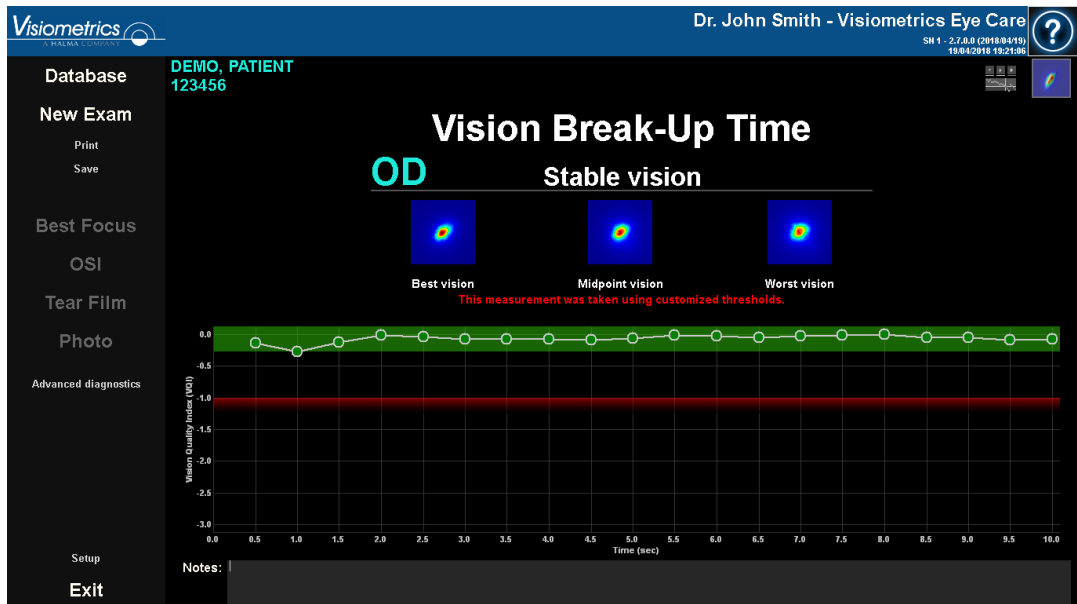 Visiometrics
A HALMA COMPANY
Dr. John Smith - Visiometrics Eye Care
SN 1 - 2.7.0.0 (2018/04/19)
19/04/2018 19:21:06
?
Database
New Exam
Print
Save
Best Focus
OSI
Tear Film
Photo
Advanced diagnostics
Setup
Exit
DEMO, PATIENT
123456
Vision Break-Up Time
OD
Stable vision
Best vision
Midpoint vision
Worst vision
This measurement was taken using customized thresholds.
Vision Quality Index (VQI)
0.0
-0.5
-1.0
-1.5
-2.0
-2.5
-3.0
0.0 0.5 1.0 1.5 2.0 2.5 3.0 3.5 4.0 4.5 5.0 5.5 6.0 6.5 7.0 7.5 8.0 8.5 9.0 9.5 10.0
Time (sec)
Notes: